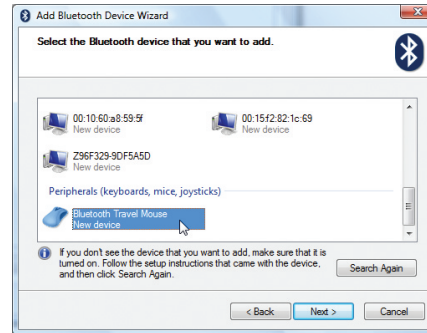 Add Bluetooth Device Wizard
Select the Bluetooth device that you want to add.
00:10:60:a8:59:5f
New device
00:15:f2:82:1c:69
New device
Z96F329-9DF5A5D
New device
Peripherals (keyboards, mice, joysticks)
Bluetooth Travel Mouse
New device
If you don't see the device that you want to add, make sure that it is
turned on. Follow the setup instructions that came with the device,
and then click Search Again.
Search Again
< Back
Next >
Cancel